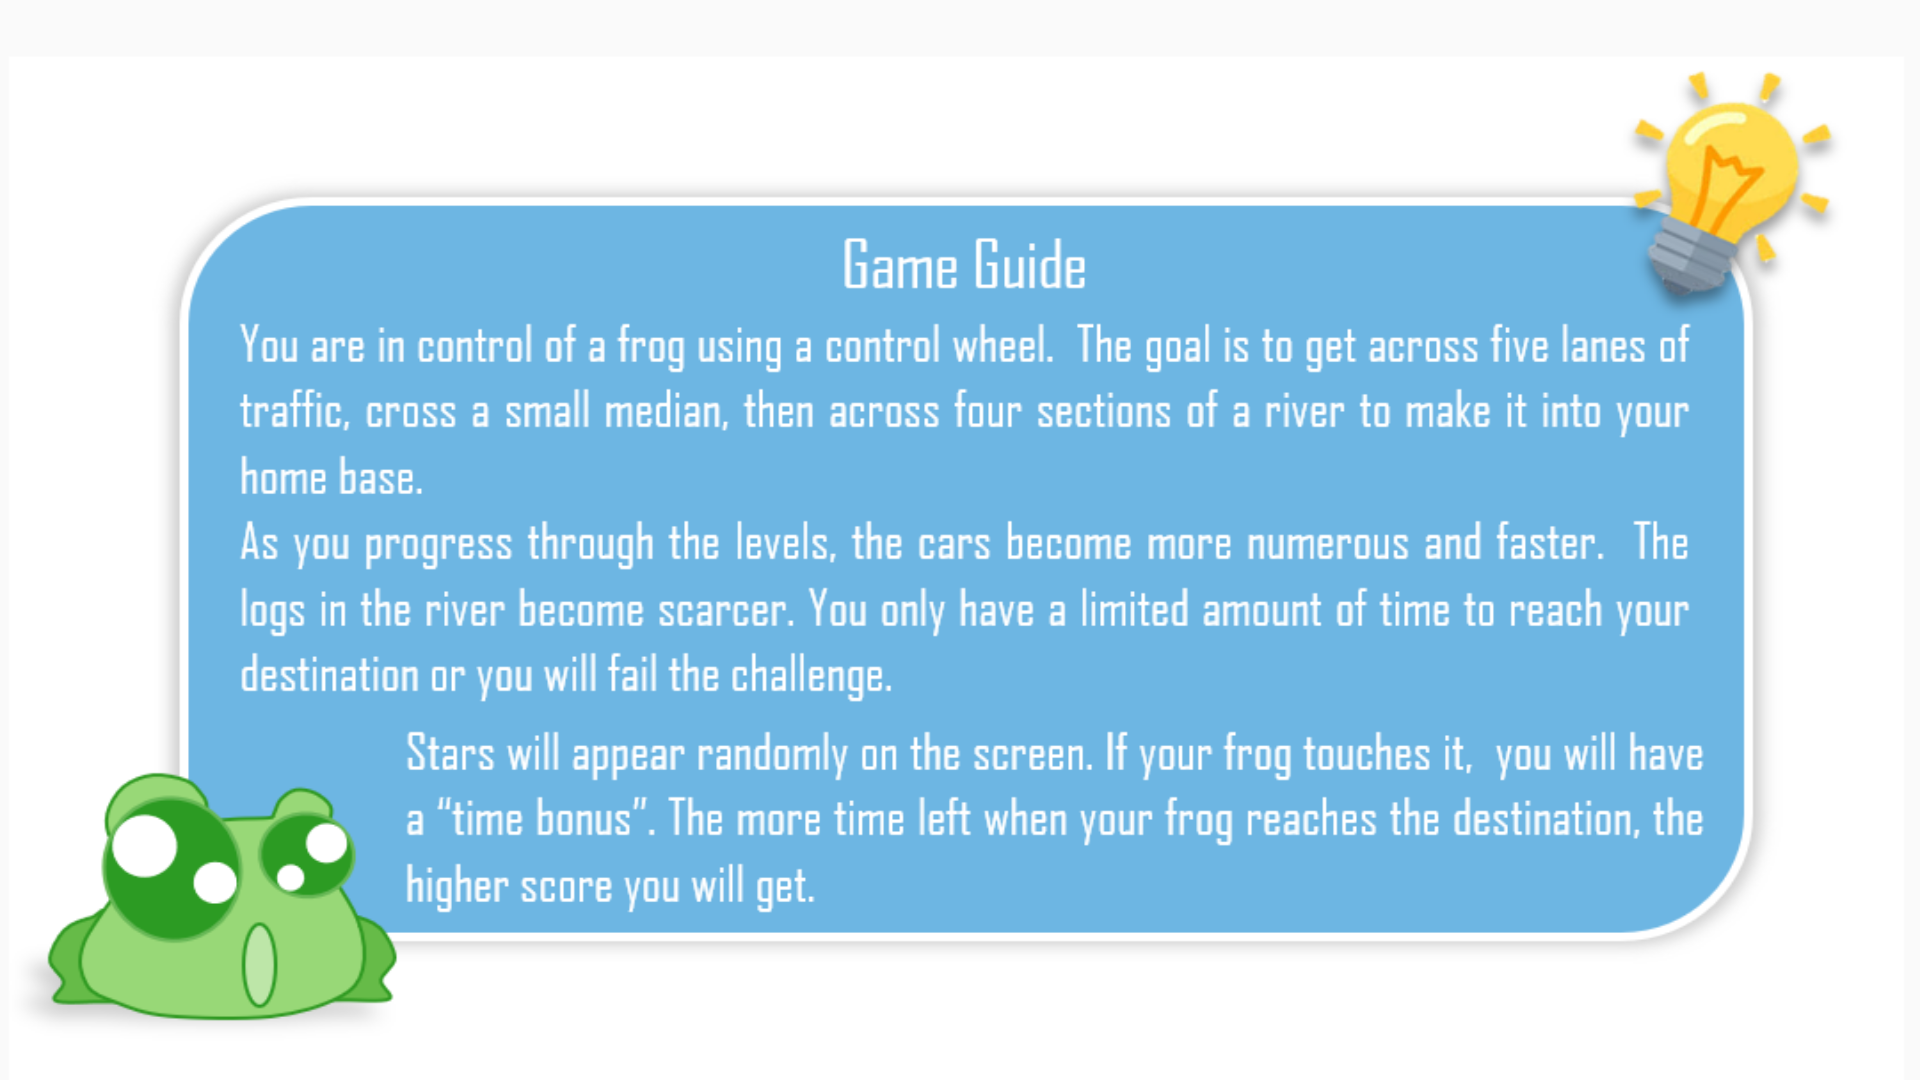 Game Guide
You are in control of a frog using a control wheel.  The goal is to get across five lanes of
traffic, cross a small median, then across four sections of a river to make it into your
home base.
As you progress through the levels, the cars become more numerous and faster.  The
logs in the river become scarcer. You only have a limited amount of time to reach your
destination or you will fail the challenge.
Stars will appear randomly on the screen. If your frog touches it,  you will have
a “time bonus”. The more time left when your frog reaches the destination, the
higher score you will get.